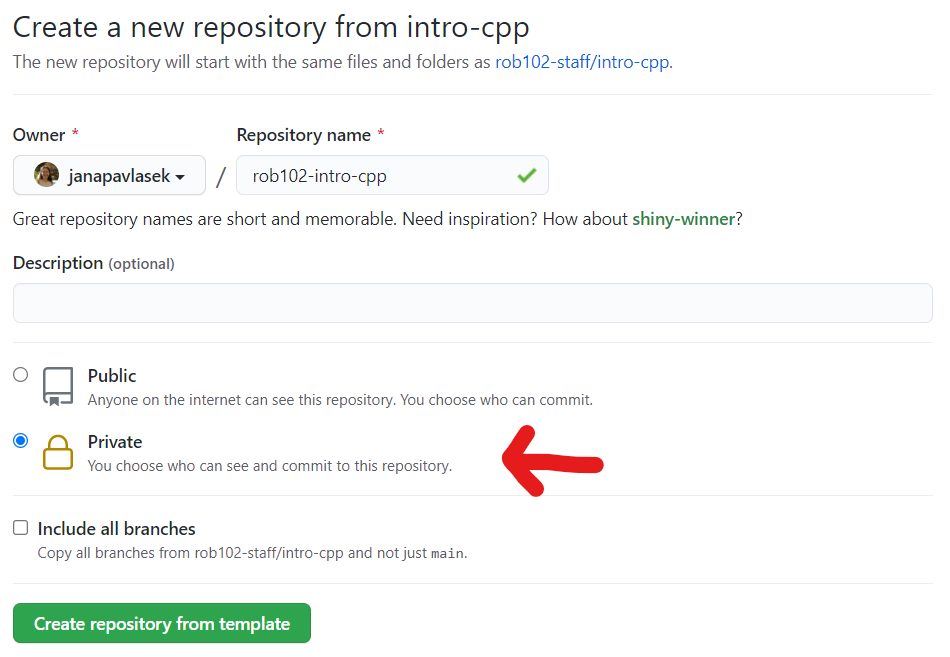 Create a new repository from intro-cpp
The new repository will start with the same files and folders as rob102-staff/intro-cpp.
Owner * Repository name *
janapavlasek / rob102-intro-cpp
Great repository names are short and memorable. Need inspiration? How about shiny-winner?
Description (optional)
Public
Anyone on the internet can see this repository. You choose who can commit.
Private
You choose who can see and commit to this repository.
Include all branches
Copy all branches from rob102-staff/intro-cpp and not just main.
Create repository from template